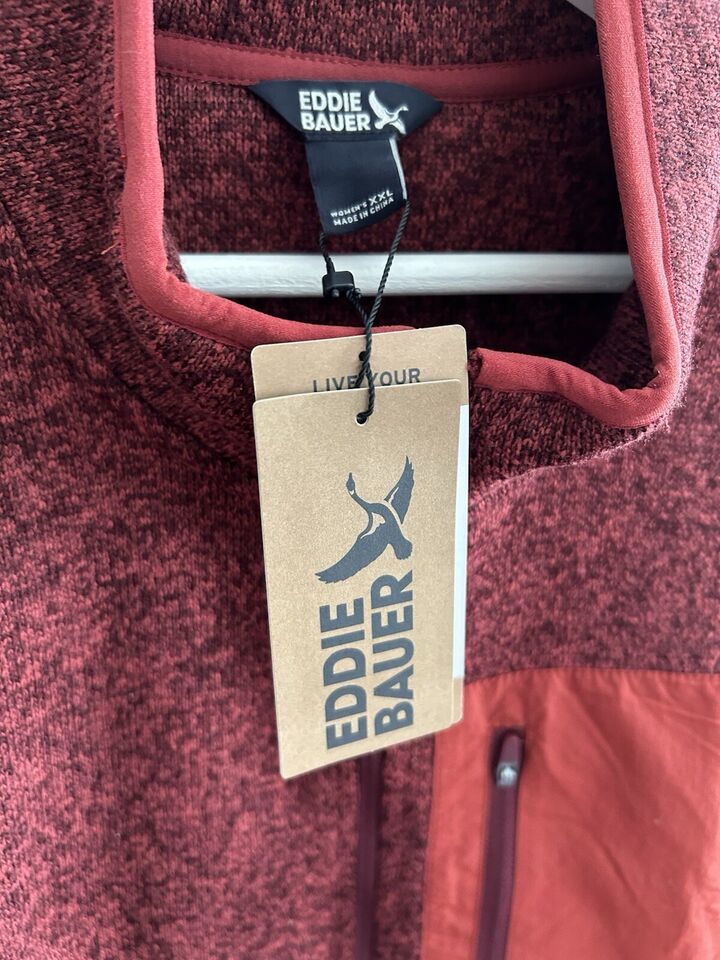 EDDIE
BAUER
WOMEN'S XXL
MADE IN CHINA
LIVE YOUR
EDDIE
BAUER